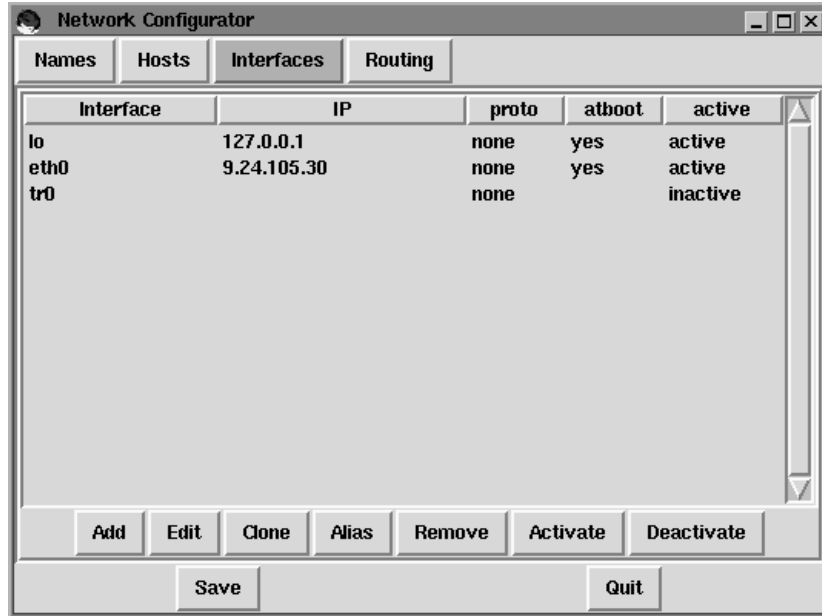 Network Configurator
Names Hosts Interfaces Routing
Interface IP proto atboot active
lo 127.0.0.1 none yes active
eth0 9.24.105.30 none yes active
tr0 none inactive
Add Edit Clone Alias Remove Activate Deactivate
Save Quit